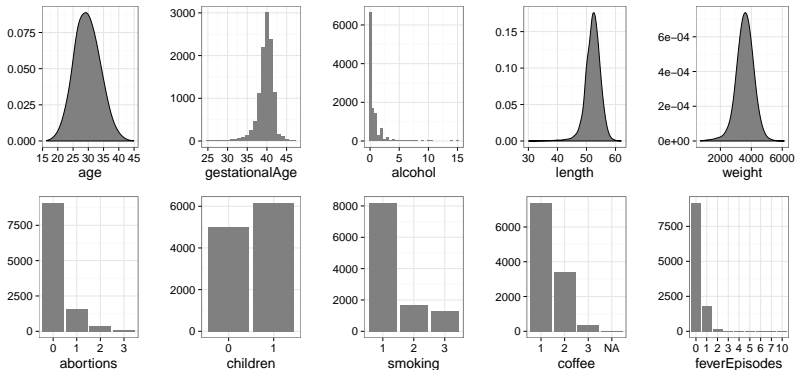 0.075
0.050
0.025
0.000
15 20 25 30 35 40 45
age
3000
2000
1000
0
25 30 35 40 45
gestationalAge
6000
4000
2000
0
0 5 10 15
alcohol
0.15
0.10
0.05
0.00
30 40 50 60
length
6e−04
4e−04
2e−04
0e+00
2000 4000 6000
weight
7500
5000
2500
0
0 1 2 3
abortions
6000
4000
2000
0
0 1
children
8000
6000
4000
2000
0
1 2 3
smoking
6000
4000
2000
0
1 2 3 NA
coffee
7500
5000
2500
0
0 1 2 3 4 5 6 7 10
feverEpisodes